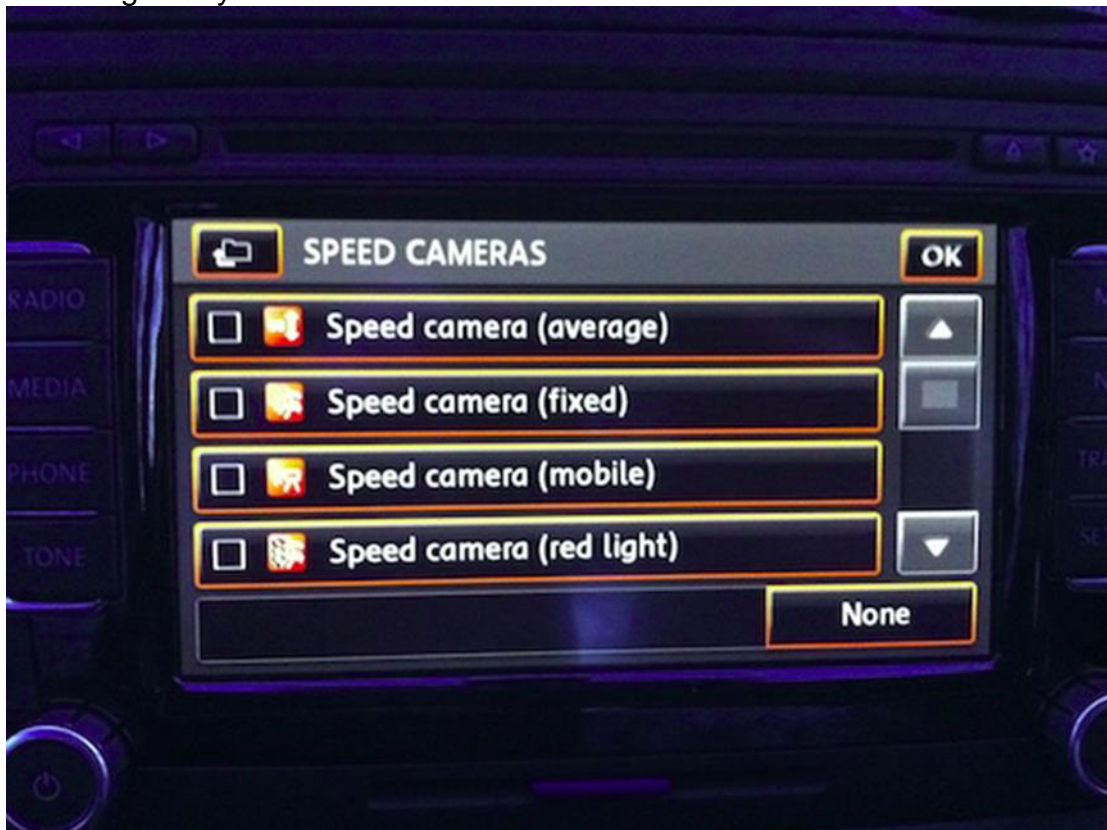 SPEED CAMERAS
OK
Speed camera (average)
Speed camera (fixed)
Speed camera (mobile)
Speed camera (red light)
None
RADIO
MEDIA
PHONE
TONE